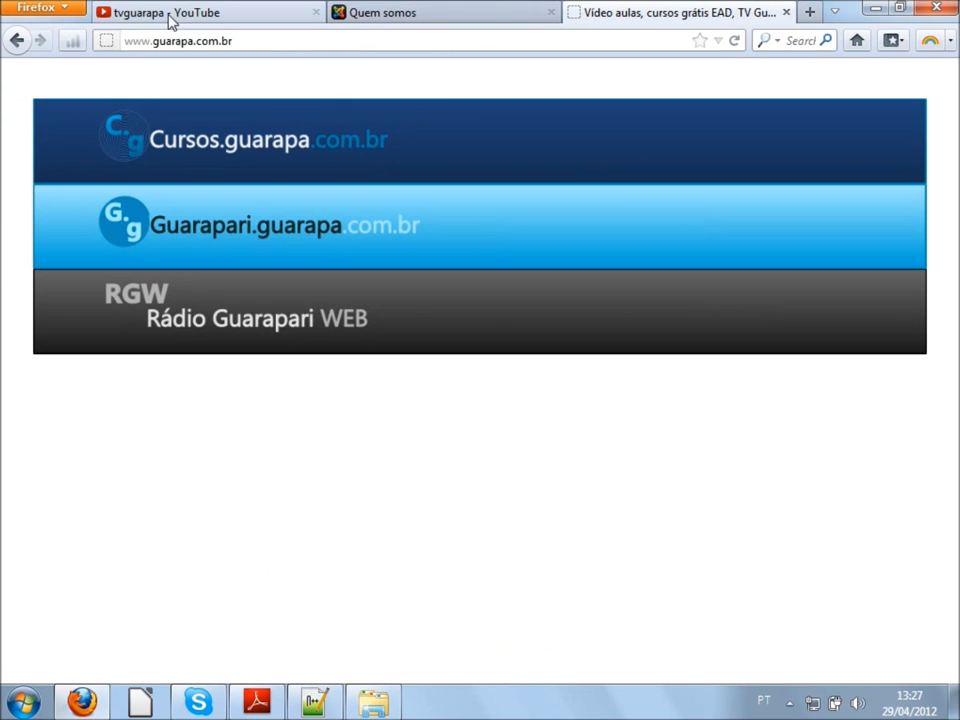 Firefox
tvguarapa - YouTube
Quem somos
Vídeo aulas, cursos grátis EAD, TV Gu...
www.guarapa.com.br
Search
C.g
Cursos.guarapa.com.br
G.g
Guarapari.guarapa.com.br
RGW
Rádio Guarapari WEB
PT
13:27
29/04/2012